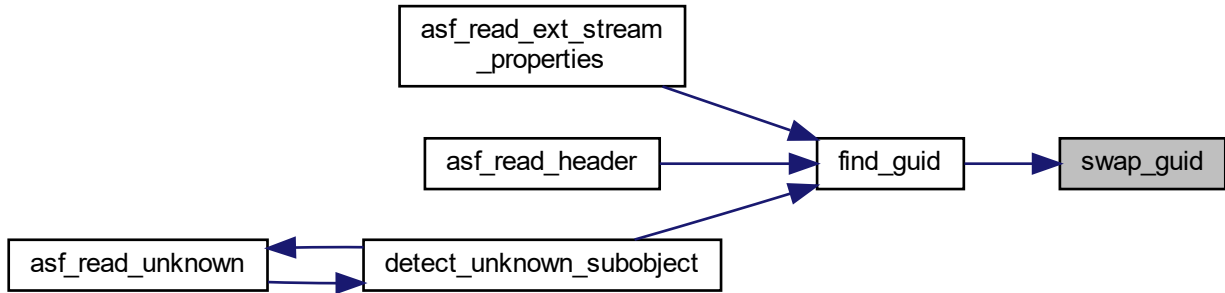 asf_read_ext_stream
_properties
asf_read_header
find_guid
swap_guid
asf_read_unknown
detect_unknown_subobject